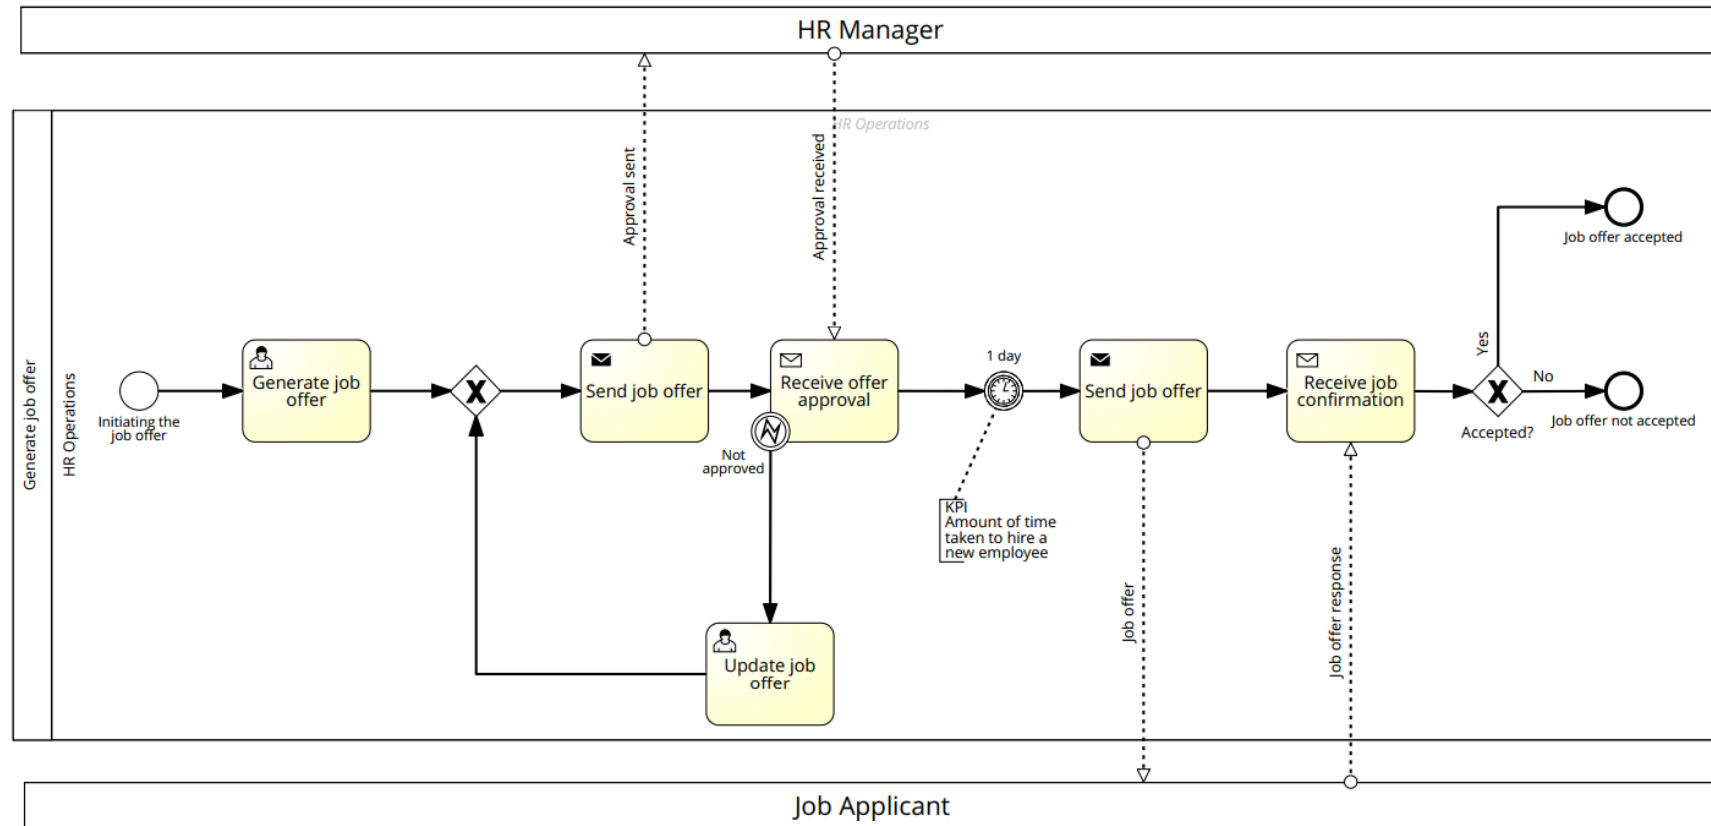 HR Manager
HR Operations
Approval sent
Approval received
Job offer accepted
Generate job offer
HR Operations
Initiating the
job offer
Generate job
offer
X
Send job offer
Receive offer
approval
Not
approved
1 day
Send job offer
Receive job
confirmation
Yes
X
No
Accepted?
Job offer not accepted
KPI
Amount of time
taken to hire a
new employee
Update job
offer
Job offer
Job offer response
Job Applicant